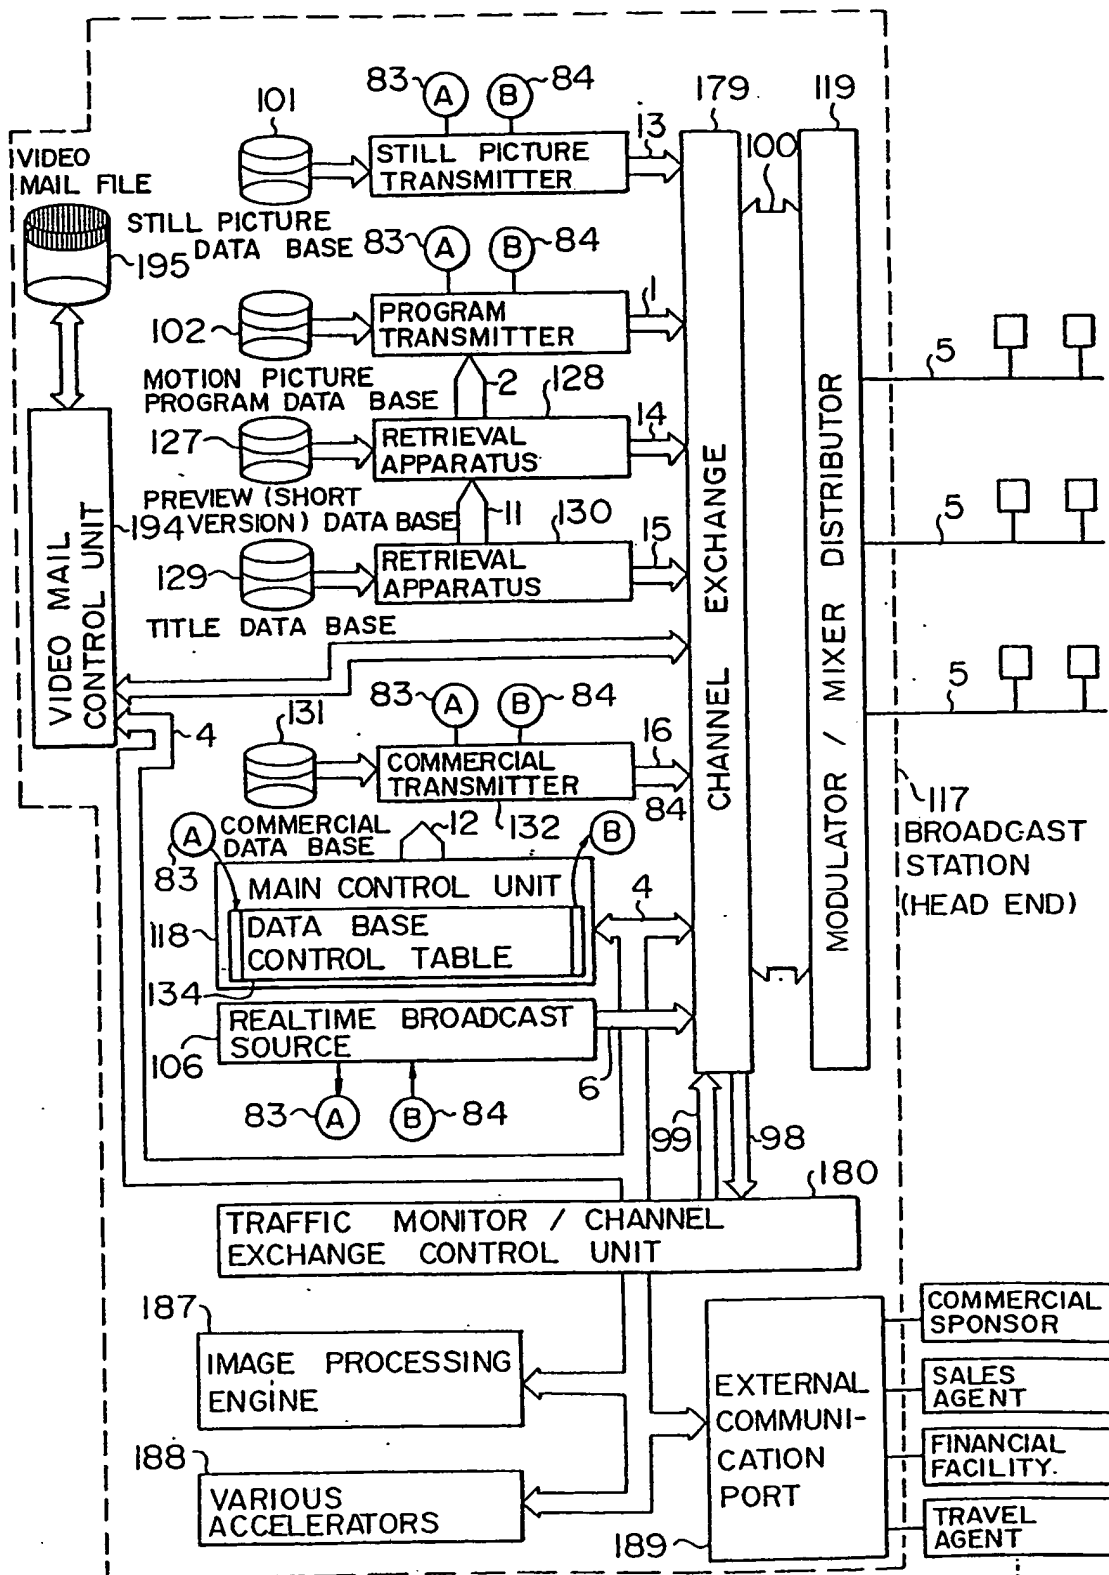 83
A
B
84
179
119
101
13
100
STILL PICTURE
TRANSMITTER
VIDEO
MAIL FILE
STILL PICTURE
DATA BASE
195
83
A
B
84
102
PROGRAM
TRANSMITTER
1
5
MOTION PICTURE
PROGRAM DATA BASE
2
128
127
RETRIEVAL
APPARATUS
14
PREVIEW (SHORT
VERSION) DATA BASE
194
11
130
5
129
RETRIEVAL
APPARATUS
15
TITLE DATA BASE
VIDEO MAIL
CONTROL UNIT
CHANNEL EXCHANGE
MODULATOR / MIXER DISTRIBUTOR
5
4
83
A
B
84
131
COMMERCIAL
TRANSMITTER
16
84
132
12
COMMERCIAL
DATA BASE
A
83
B
117
BROADCAST
STATION
(HEAD END)
MAIN CONTROL UNIT
118
DATA BASE
CONTROL TABLE
134
4
REALTIME BROADCAST
SOURCE
106
6
83
A
B
84
99
98
180
TRAFFIC MONITOR / CHANNEL
EXCHANGE CONTROL UNIT
187
IMAGE PROCESSING
ENGINE
188
VARIOUS
ACCELERATORS
EXTERNAL
COMMUNI-
CATION
PORT
189
COMMERCIAL
SPONSOR
SALES
AGENT
FINANCIAL
FACILITY.
TRAVEL
AGENT